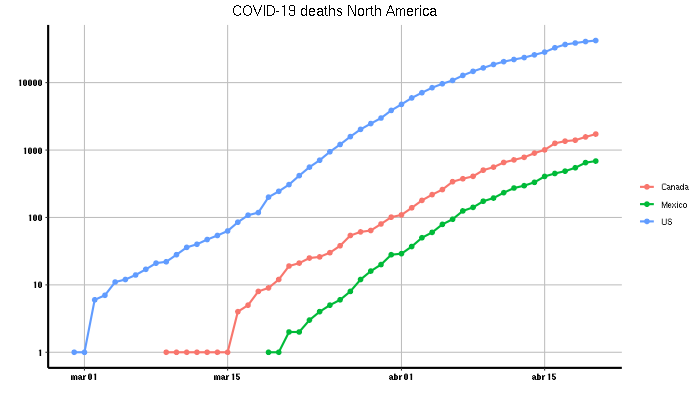 COVID-19 deaths North America
10000
1000
100
10
1
mar 01
mar 15
abr 01
abr 15
Canada
Mexico
US